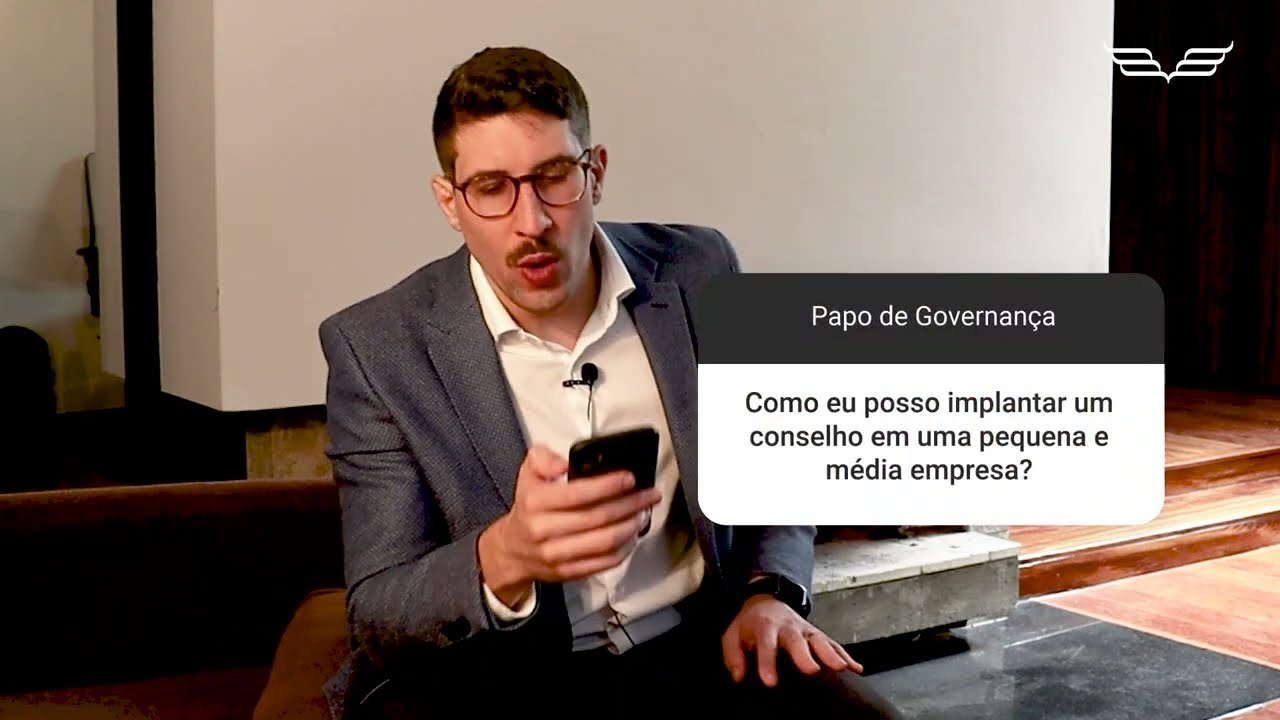 Papo de Governança
Como eu posso implantar um
conselho em uma pequena e
média empresa?